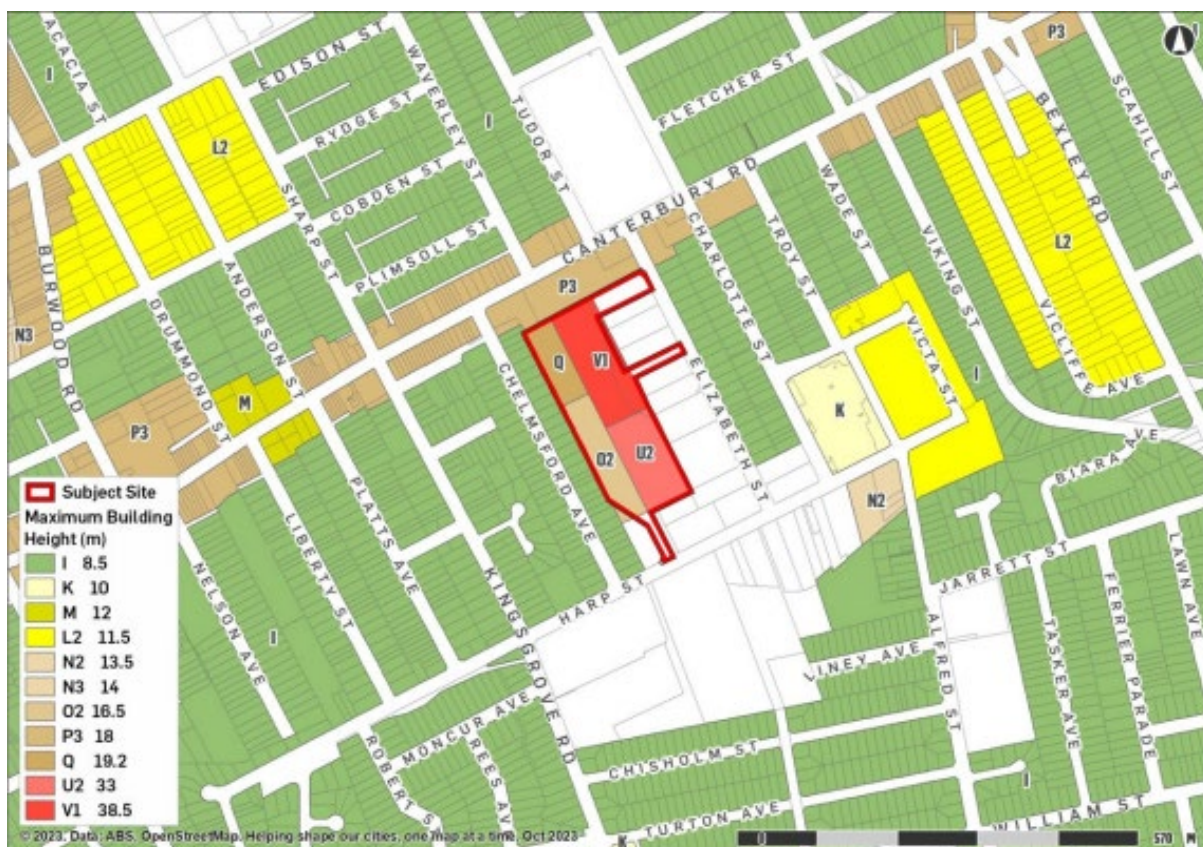 ACACIA ST
I
EDISON ST
WAVERLEY ST
RYDGE ST
TUDOR ST
I
FLETCHER ST
P3
SCAHILL ST
BEXLEY RD
L2
COBDEN ST
SHARP ST
PLIMSOLL ST
CANTERBURY RD
WADE ST
VIKING ST
L2
BURWOOD RD
ANDERSON ST
DRUMMOND ST
N3
P3
CHARLOTTE ST
TROY ST
VICLIFFE AVE
VICTA ST
M
P3
CHELMSFORD AVE
Q
V1
ELIZABETH ST
K
I
O2
U2
N2
BIARA AVE
PLATTS AVE
LIBERTY ST
NELSON AVE
I
KINGSGROVE RD
HARP ST
JARRETT ST
LAWN AVE
FERRIER PARADE
TASKER AVE
ALFRED ST
LINEY AVE
MONCUR AVE
TREES AVE
ROBERT S
CHISHOLM ST
TURTON AVE
WILLIAM ST
I
K
Subject Site
Maximum Building
Height (m)
I 8.5
K 10
M 12
L2 11.5
N2 13.5
N3 14
O2 16.5
P3 18
Q 19.2
U2 33
V1 38.5
© 2023. Data: ABS. OpenStreetMap. Helping shape our cities, one map at a time, Oct 2023
570 M